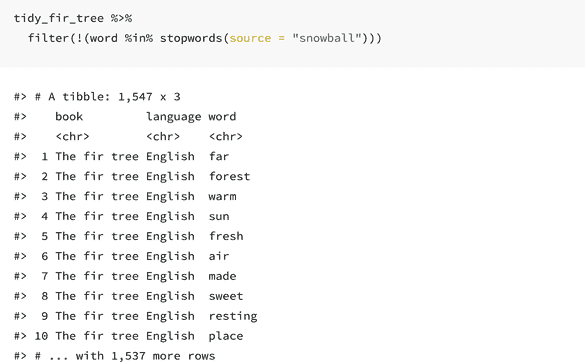 tidy_fir_tree %>%
  filter(!(word %in% stopwords(source = "snowball")))
#> # A tibble: 1,547 x 3
#>    book         language word
#>    <chr>        <chr>    <chr>
#>  1 The fir tree English  far
#>  2 The fir tree English  forest
#>  3 The fir tree English  warm
#>  4 The fir tree English  sun
#>  5 The fir tree English  fresh
#>  6 The fir tree English  air
#>  7 The fir tree English  made
#>  8 The fir tree English  sweet
#>  9 The fir tree English  resting
#> 10 The fir tree English  place
#> # ... with 1,537 more rows